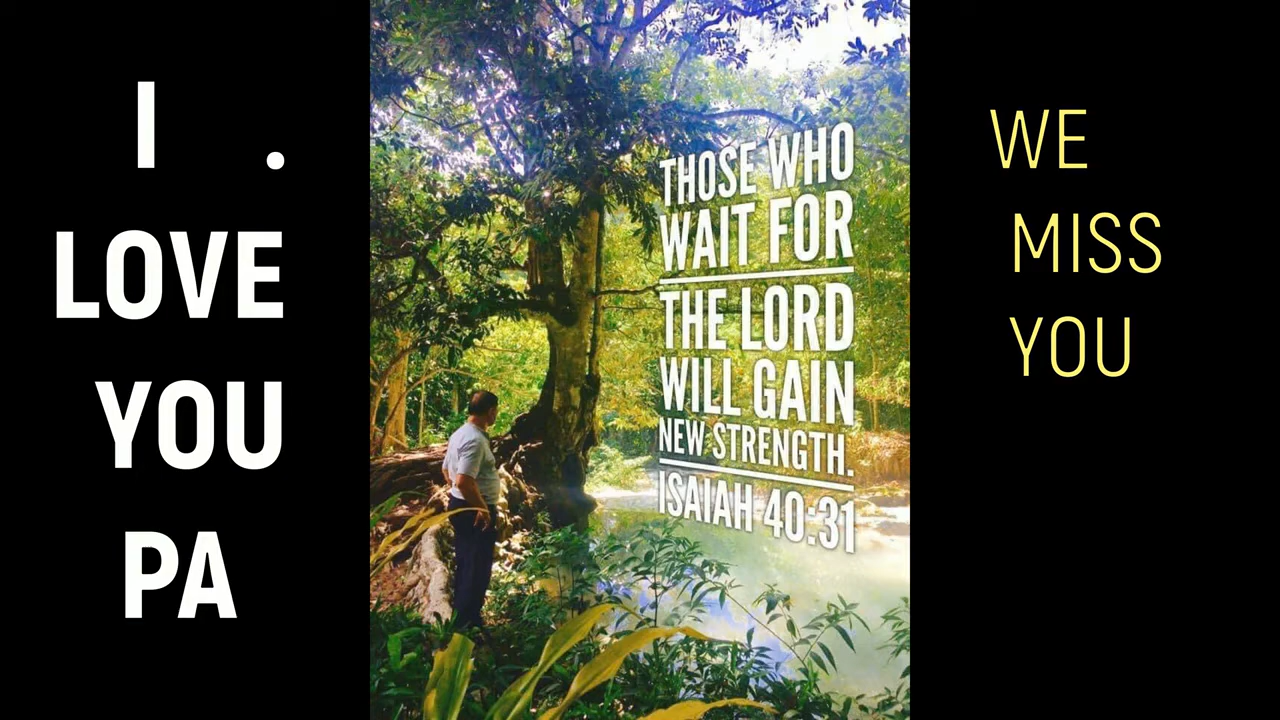 I .
LOVE
YOU
PA
THOSE WHO
WAIT FOR
THE LORD
WILL GAIN
NEW STRENGTH.
ISAIAH 40:31
WE
MISS
YOU